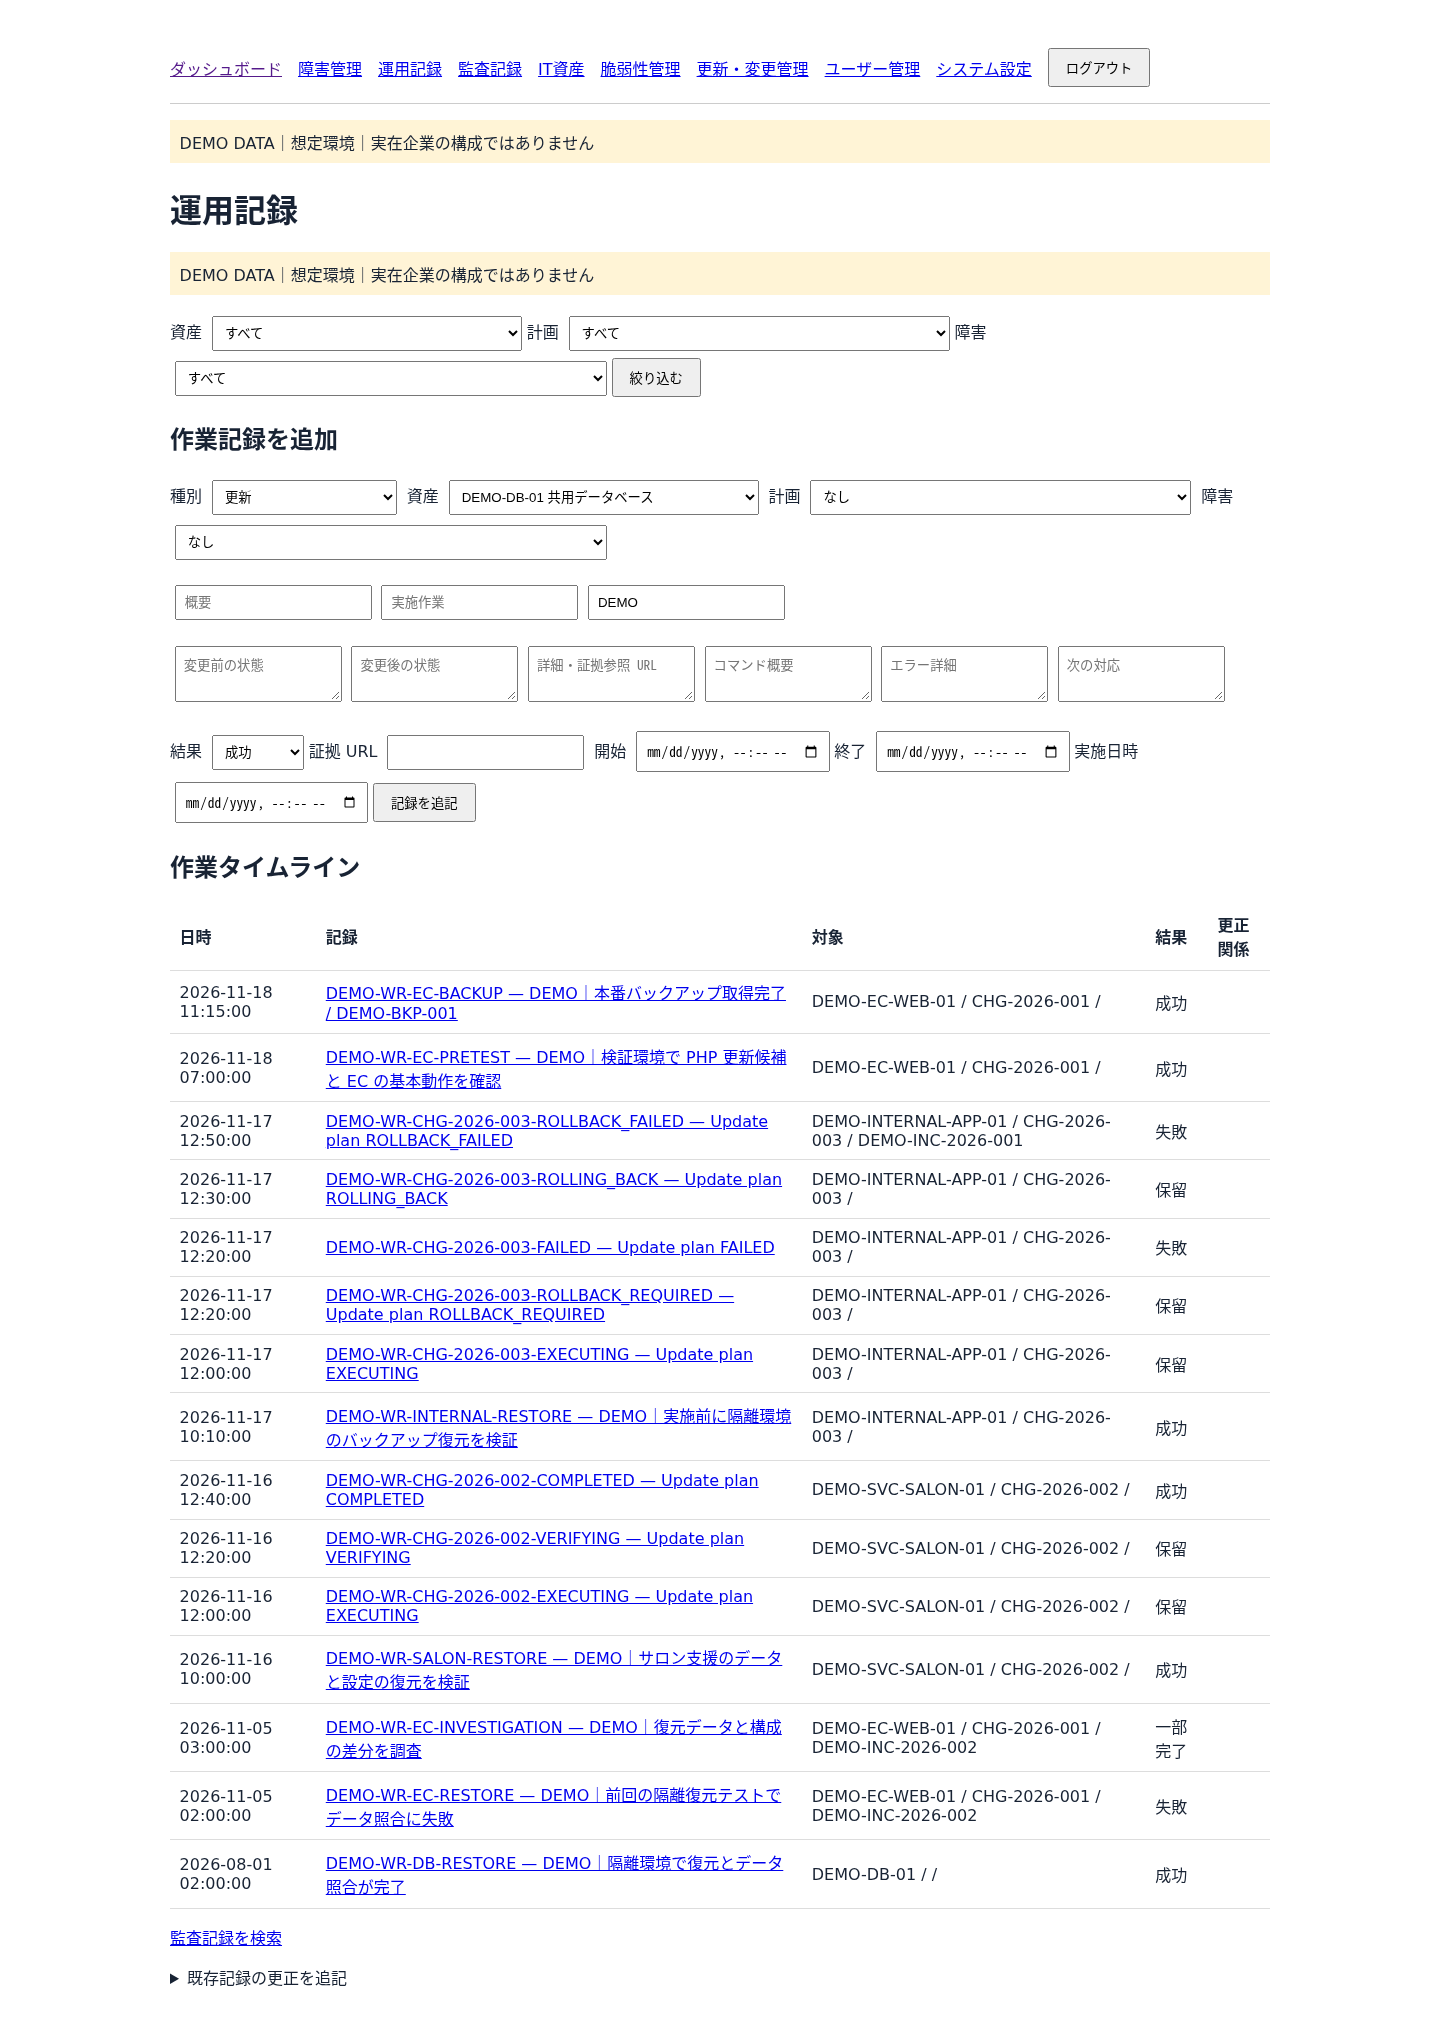 ダッシュボード 障害管理 運用記録 監査記録 IT資産 脆弱性管理 更新・変更管理 ユーザー管理 システム設定 ログアウト
DEMO DATA｜想定環境｜実在企業の構成ではありません
運用記録
DEMO DATA｜想定環境｜実在企業の構成ではありません
資産 すべて 計画 すべて 障害
すべて 絞り込む
作業記録を追加
種別 更新 資産 DEMO-DB-01 共用データベース 計画 なし 障害
なし
概要 実施作業 DEMO
変更前の状態 変更後の状態 詳細・証拠参照 URL コマンド概要 エラー詳細 次の対応
結果 成功 証拠 URL 開始 mm/dd/yyyy, --:-- -- 終了 mm/dd/yyyy, --:-- -- 実施日時
mm/dd/yyyy, --:-- -- 記録を追記
作業タイムライン
日時 記録 対象 結果 更正
関係
2026-11-18
11:15:00
DEMO-WR-EC-BACKUP — DEMO｜本番バックアップ取得完了
/ DEMO-BKP-001
DEMO-EC-WEB-01 / CHG-2026-001 /
成功
2026-11-18
07:00:00
DEMO-WR-EC-PRETEST — DEMO｜検証環境で PHP 更新候補
と EC の基本動作を確認
DEMO-EC-WEB-01 / CHG-2026-001 /
成功
2026-11-17
12:50:00
DEMO-WR-CHG-2026-003-ROLLBACK_FAILED — Update
plan ROLLBACK_FAILED
DEMO-INTERNAL-APP-01 / CHG-2026-
003 / DEMO-INC-2026-001
失敗
2026-11-17
12:30:00
DEMO-WR-CHG-2026-003-ROLLING_BACK — Update plan
ROLLING_BACK
DEMO-INTERNAL-APP-01 / CHG-2026-
003 /
保留
2026-11-17
12:20:00
DEMO-WR-CHG-2026-003-FAILED — Update plan FAILED
DEMO-INTERNAL-APP-01 / CHG-2026-
003 /
失敗
2026-11-17
12:20:00
DEMO-WR-CHG-2026-003-ROLLBACK_REQUIRED —
Update plan ROLLBACK_REQUIRED
DEMO-INTERNAL-APP-01 / CHG-2026-
003 /
保留
2026-11-17
12:00:00
DEMO-WR-CHG-2026-003-EXECUTING — Update plan
EXECUTING
DEMO-INTERNAL-APP-01 / CHG-2026-
003 /
保留
2026-11-17
10:10:00
DEMO-WR-INTERNAL-RESTORE — DEMO｜実施前に隔離環境
のバックアップ復元を検証
DEMO-INTERNAL-APP-01 / CHG-2026-
003 /
成功
2026-11-16
12:40:00
DEMO-WR-CHG-2026-002-COMPLETED — Update plan
COMPLETED
DEMO-SVC-SALON-01 / CHG-2026-002 /
成功
2026-11-16
12:20:00
DEMO-WR-CHG-2026-002-VERIFYING — Update plan
VERIFYING
DEMO-SVC-SALON-01 / CHG-2026-002 /
保留
2026-11-16
12:00:00
DEMO-WR-CHG-2026-002-EXECUTING — Update plan
EXECUTING
DEMO-SVC-SALON-01 / CHG-2026-002 /
保留
2026-11-16
10:00:00
DEMO-WR-SALON-RESTORE — DEMO｜サロン支援のデータ
と設定の復元を検証
DEMO-SVC-SALON-01 / CHG-2026-002 /
成功
2026-11-05
03:00:00
DEMO-WR-EC-INVESTIGATION — DEMO｜復元データと構成
の差分を調査
DEMO-EC-WEB-01 / CHG-2026-001 /
DEMO-INC-2026-002
一部
完了
2026-11-05
02:00:00
DEMO-WR-EC-RESTORE — DEMO｜前回の隔離復元テストで
データ照合に失敗
DEMO-EC-WEB-01 / CHG-2026-001 /
DEMO-INC-2026-002
失敗
2026-08-01
02:00:00
DEMO-WR-DB-RESTORE — DEMO｜隔離環境で復元とデータ
照合が完了
DEMO-DB-01 / /
成功
監査記録を検索
▶ 既存記録の更正を追記